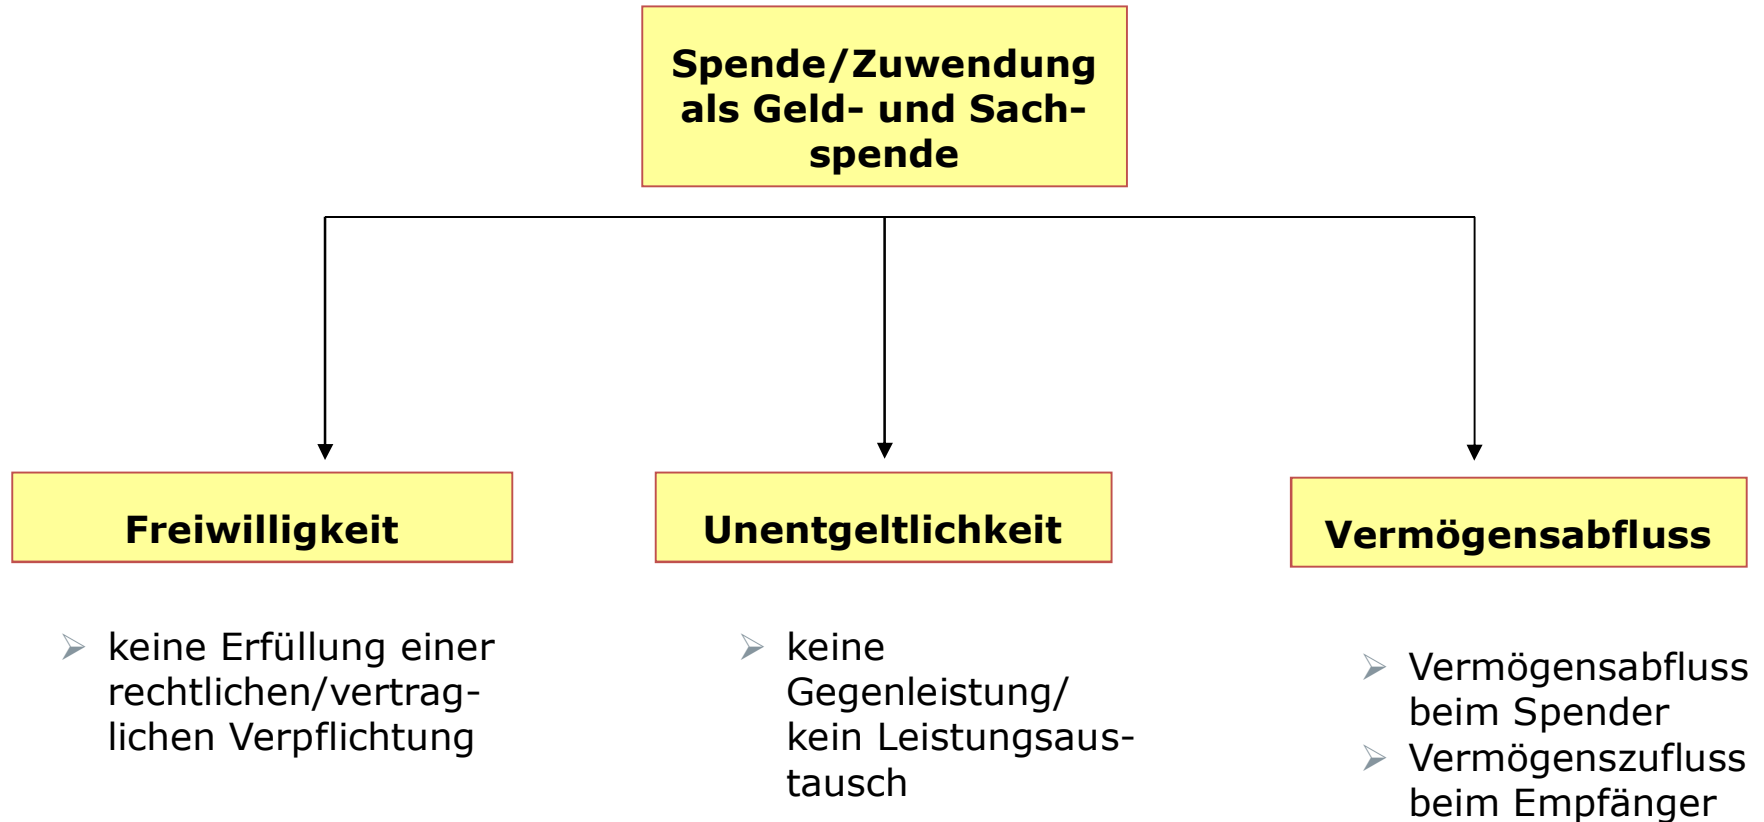 Spende/Zuwendung
als Geld- und Sach-
spende
Freiwilligkeit
keine Erfüllung einer
rechtlichen/vertrag-
lichen Verpflichtung
Unentgeltlichkeit
keine
Gegenleistung/
kein Leistungsaus-
tausch
Vermögensabfluss
Vermögensabfluss
beim Spender
Vermögenszufluss
beim Empfänger